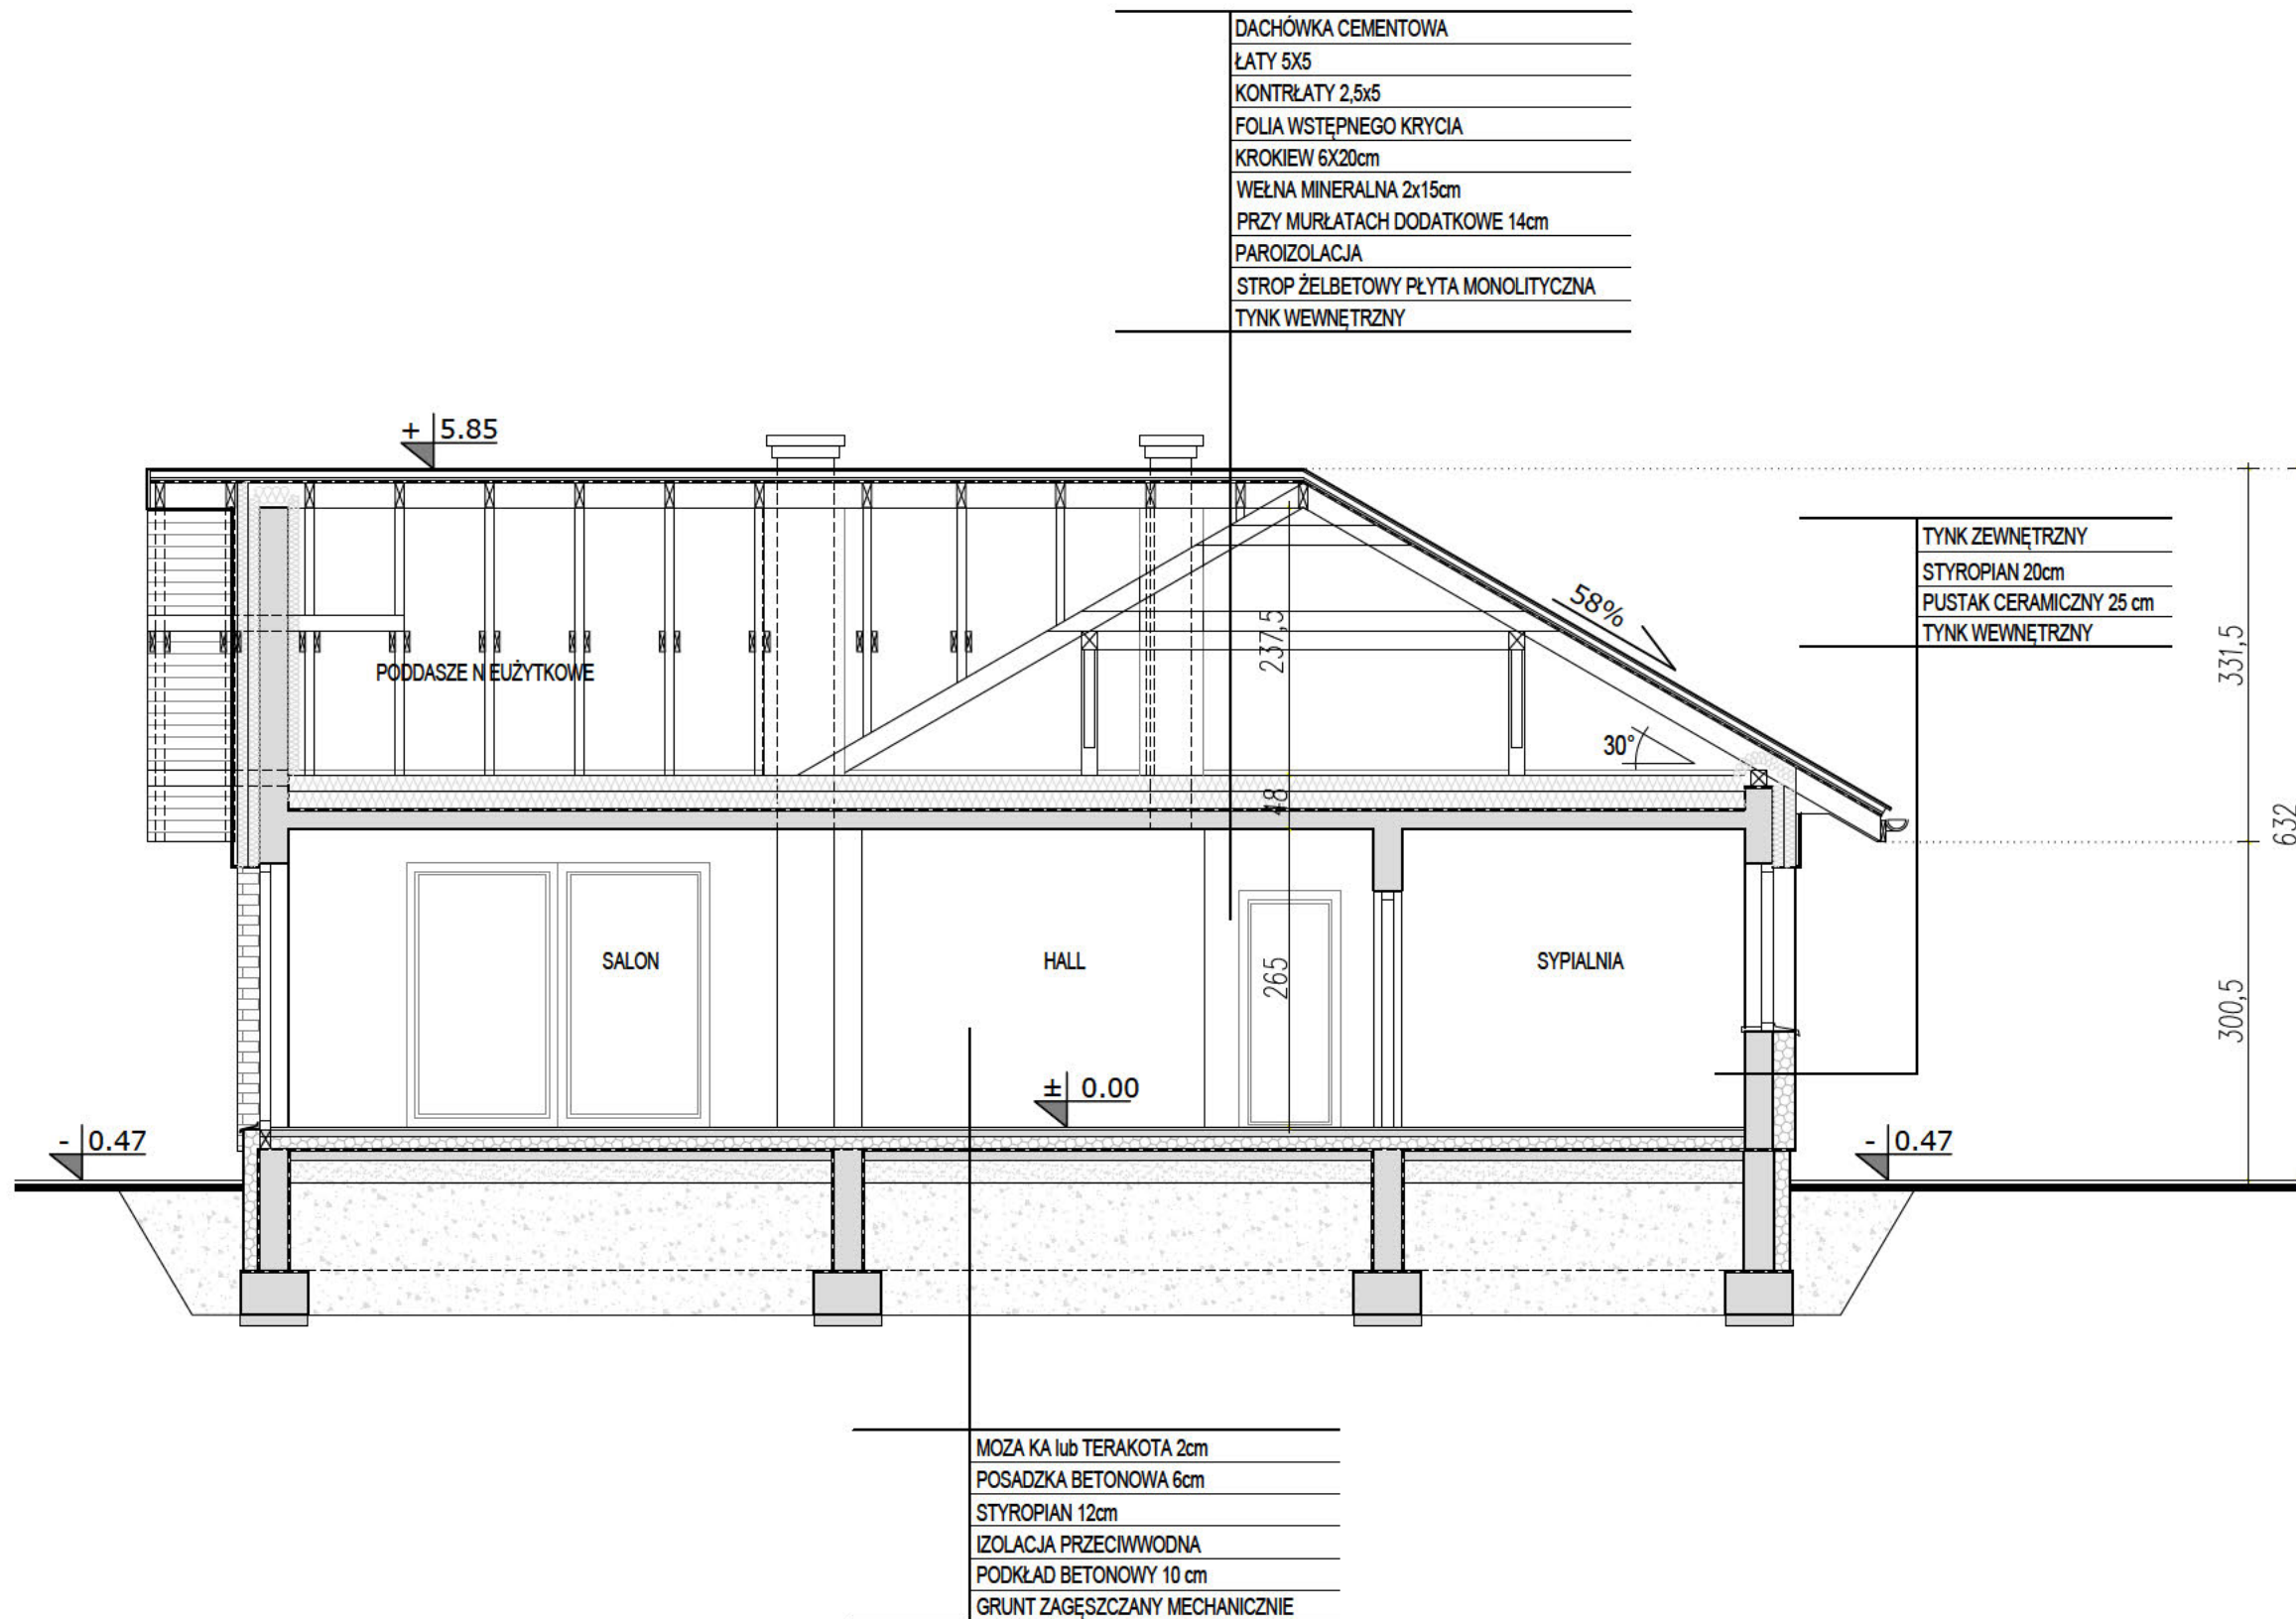 DACHÓWKA CEMENTOWA
ŁATY 5X5
KONTRŁATY 2,5x5
FOLIA WSTĘPNEGO KRYCIA
KROKIEW 6X20cm
WEŁNA MINERALNA 2x15cm
PRZY MURŁATACH DODATKOWE 14cm
PAROIZOLACJA
STROP ŻELBETOWY PŁYTA MONOLITYCZNA
TYNK WEWNĘTRZNY
+ 5.85
TYNK ZEWNĘTRZNY
STYROPIAN 20cm
PUSTAK CERAMICZNY 25 cm
TYNK WEWNĘTRZNY
58%
237,5
331,5
PODDASZE N EUŻYTKOWE
30°
48
632
SALON
HALL
265
SYPIALNIA
300,5
± 0.00
- 0.47
- 0.47
MOZA KA lub TERAKOTA 2cm
POSADZKA BETONOWA 6cm
STYROPIAN 12cm
IZOLACJA PRZECIWWODNA
PODKŁAD BETONOWY 10 cm
GRUNT ZAGĘSZCZANY MECHANICZNIE